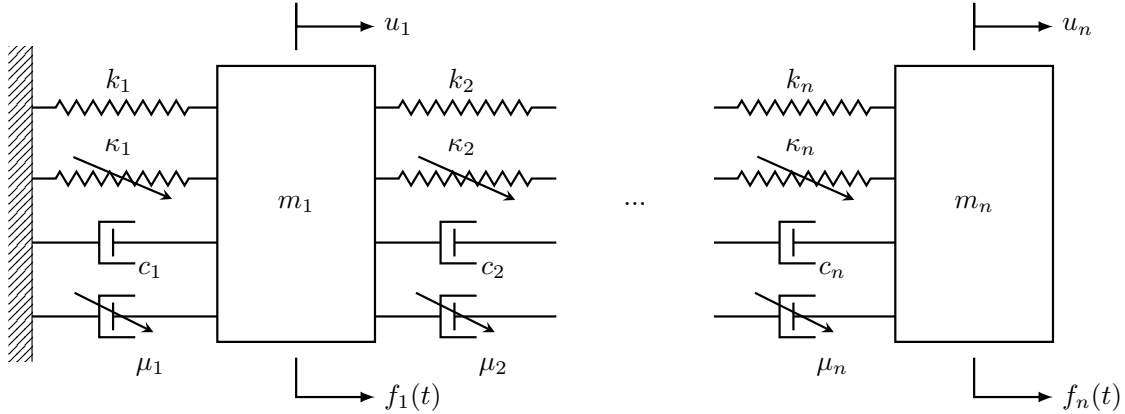 u₁ uₙ
k₁ k₂ kₙ
κ₁ κ₂ κₙ
m₁ ... mₙ
c₁ c₂ cₙ
μ₁ μ₂ μₙ
f₁(t) fₙ(t)